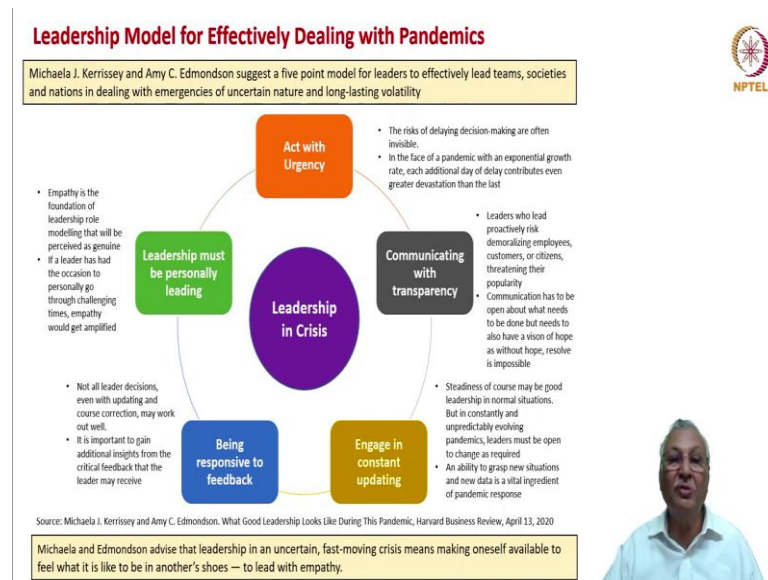 Leadership Model for Effectively Dealing with Pandemics
NPTEL
Michaela J. Kerrissey and Amy C. Edmondson suggest a five point model for leaders to effectively lead teams, societies
and nations in dealing with emergencies of uncertain nature and long-lasting volatility
Act with
Urgency
• The risks of delaying decision-making are often
invisible.
• In the face of a pandemic with an exponential growth
rate, each additional day of delay contributes even
greater devastation than the last
Communicating
with
transparency
• Leaders who lead
proactively risk
demoralizing employees,
customers, or citizens,
threatening their
popularity
• Communication has to be
open about what needs
to be done but needs to
also have a vison of hope
as without hope, resolve
is impossible
Engage in
constant
updating
• Steadiness of course may be good
leadership in normal situations.
But in constantly and
unpredictably evolving
pandemics, leaders must be open
to change as required
• An ability to grasp new situations
and new data is a vital ingredient
of pandemic response
Being
responsive to
feedback
• Not all leader decisions,
even with updating and
course correction, may work
out well.
• It is important to gain
additional insights from the
critical feedback that the
leader may receive
Leadership must
be personally
leading
• Empathy is the
foundation of
leadership role
modelling that will be
perceived as genuine
• If a leader has had
the occasion to
personally go
through challenging
times, empathy
would get amplified
Leadership
in Crisis
Source: Michaela J. Kerrissey and Amy C. Edmondson. What Good Leadership Looks Like During This Pandemic, Harvard Business Review, April 13, 2020
Michaela and Edmondson advise that leadership in an uncertain, fast-moving crisis means making oneself available to
feel what it is like to be in another's shoes — to lead with empathy.